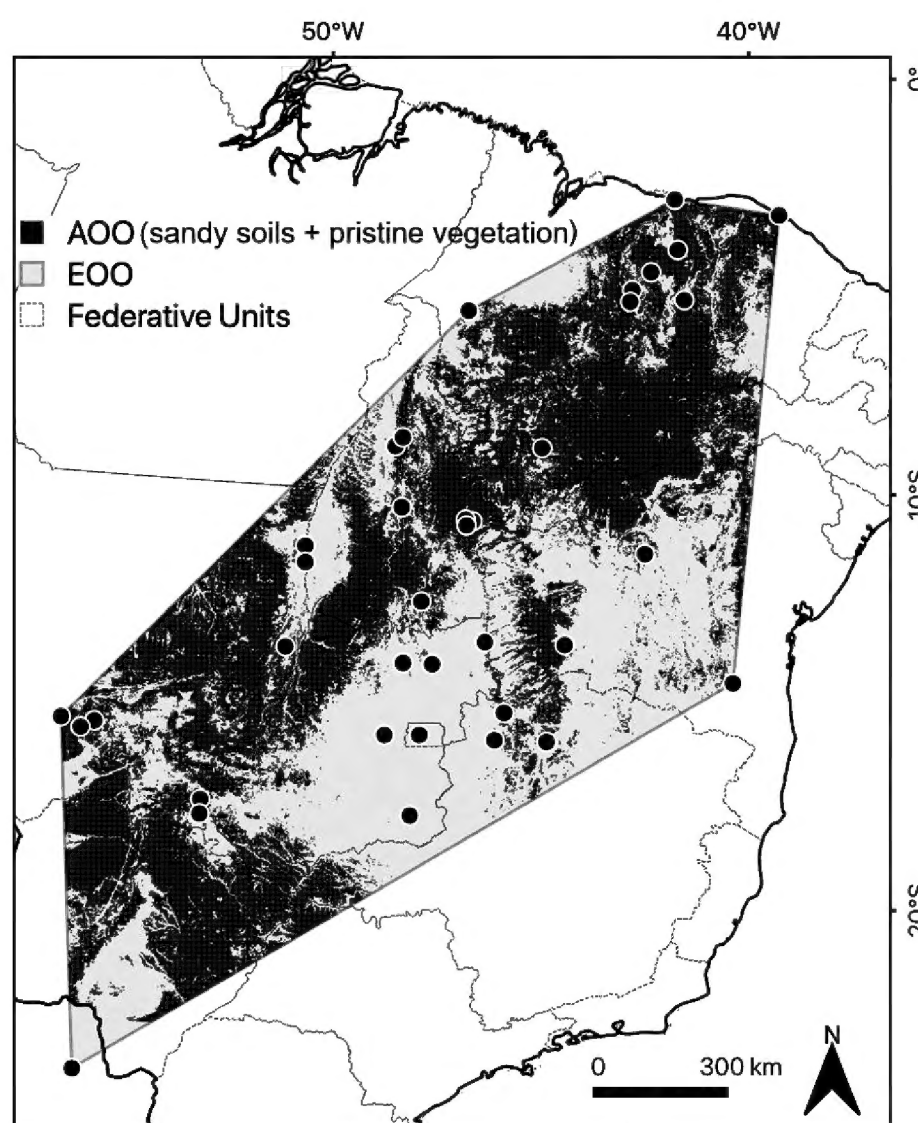 50°W 40°W
0°
AOO (sandy soils + pristine vegetation)
EOO
Federative Units
10°S
20°S
N
0 300 km